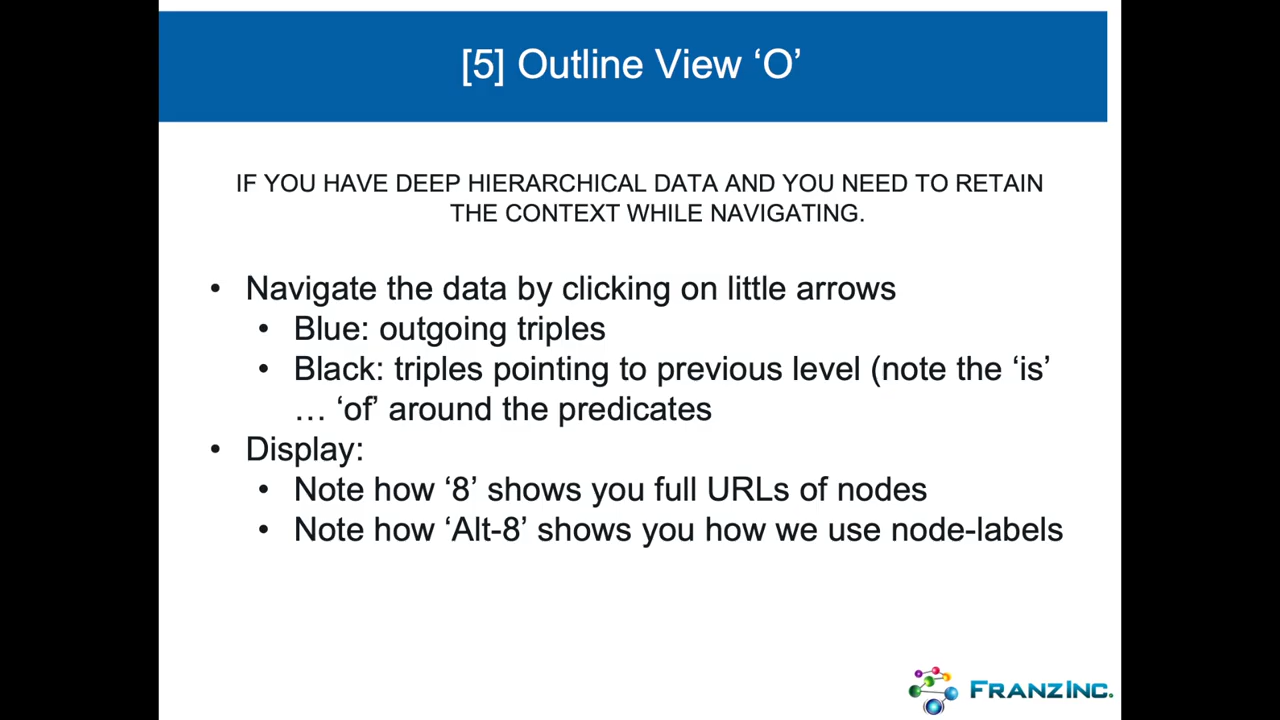 [5] Outline View ‘O’
IF YOU HAVE DEEP HIERARCHICAL DATA AND YOU NEED TO RETAIN
THE CONTEXT WHILE NAVIGATING.
• Navigate the data by clicking on little arrows
• Blue: outgoing triples
• Black: triples pointing to previous level (note the ‘is’
… ‘of’ around the predicates
• Display:
• Note how ‘8’ shows you full URLs of nodes
• Note how ‘Alt-8’ shows you how we use node-labels
FRANZ INC.